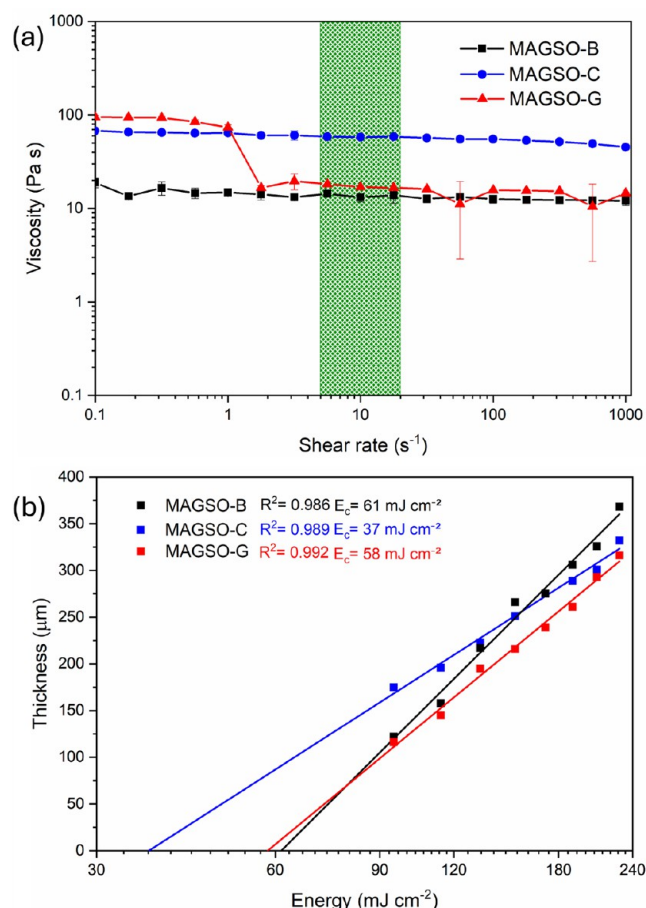 (a)
1000
100
10
1
0.1
Viscosity (Pa s)
MAGSO-B
MAGSO-C
MAGSO-G
0.1 1 10 100 1000
Shear rate (s⁻¹)
(b)
400
350
300
250
200
150
100
50
0
Thickness (μm)
MAGSO-B R²= 0.986 E_c= 61 mJ cm⁻²
MAGSO-C R²= 0.989 E_c= 37 mJ cm⁻²
MAGSO-G R²= 0.992 E_c= 58 mJ cm⁻²
30 60 90 120 180 240
Energy (mJ cm⁻²)